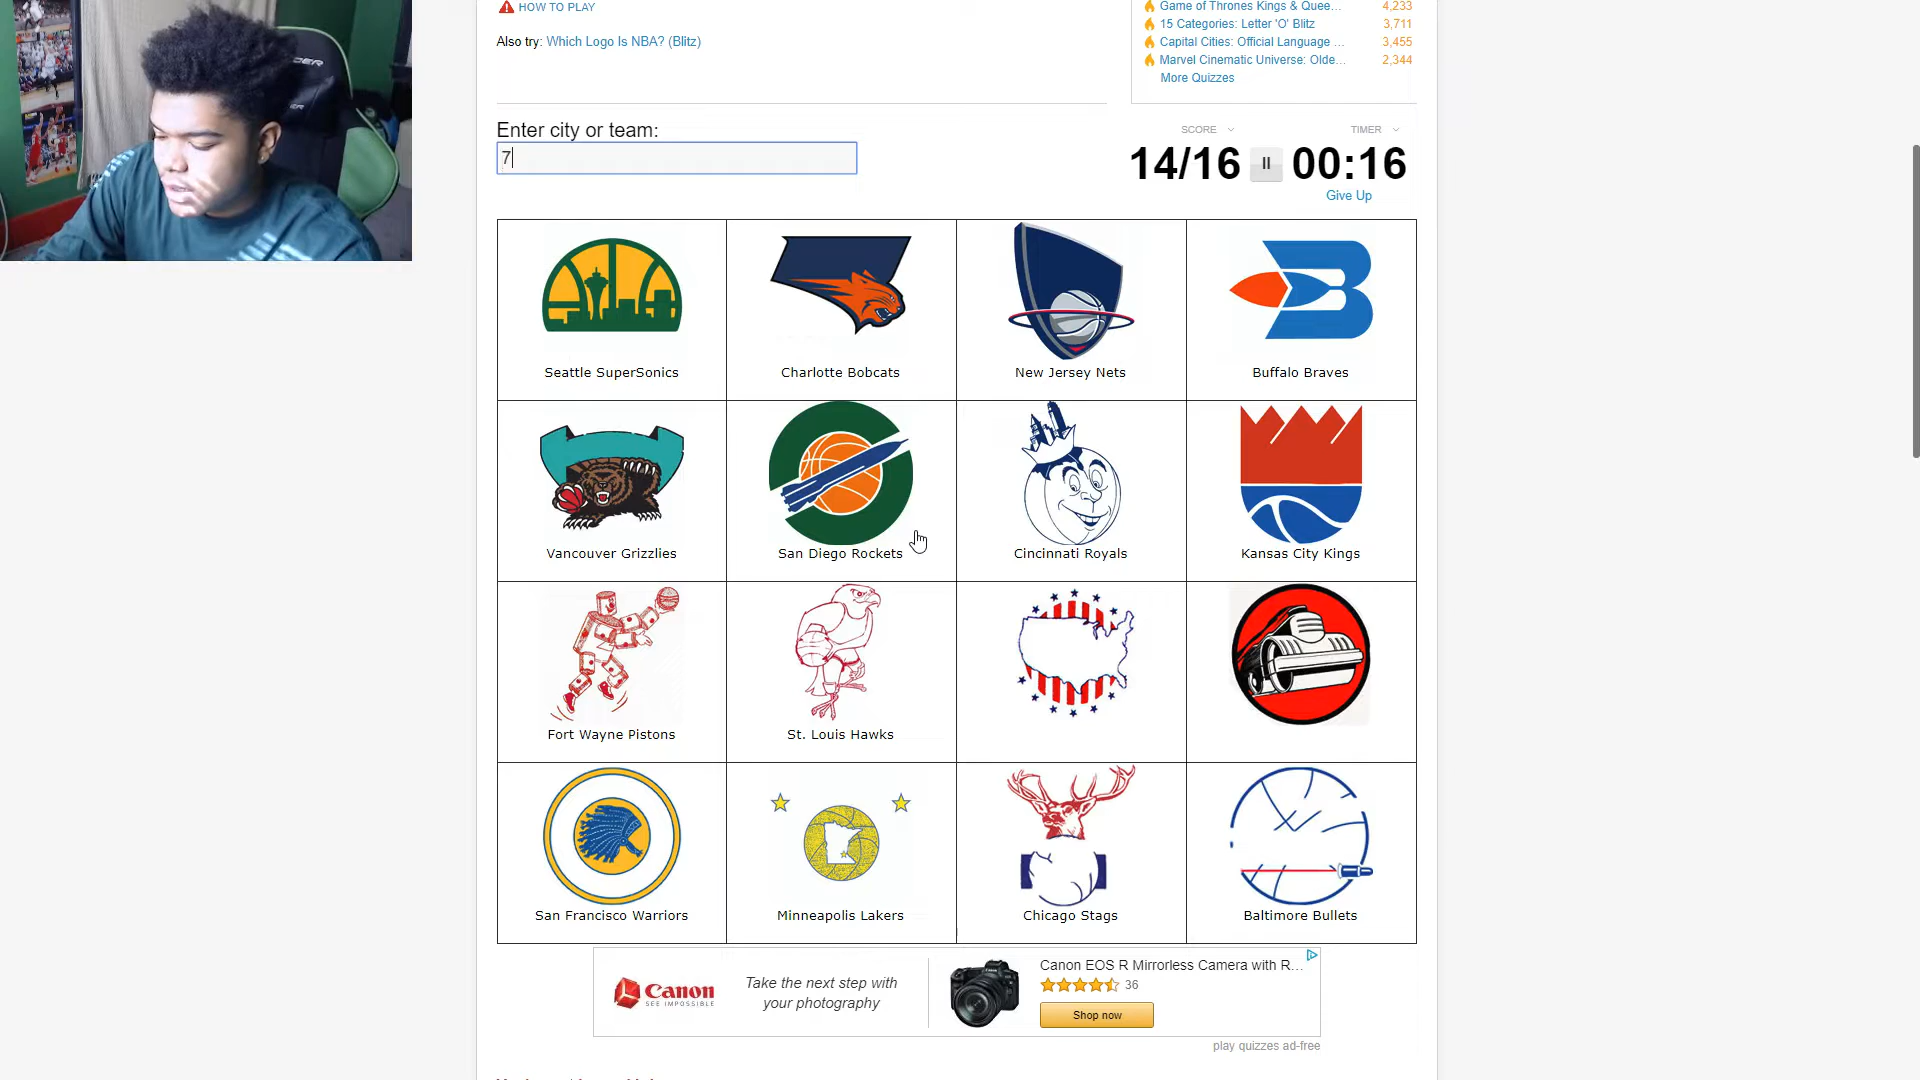 HOW TO PLAY
Also try: Which Logo Is NBA? (Blitz)
Game of Thrones Kings & Quee... 4,233
15 Categories: Letter 'O' Blitz 3,711
Capital Cities: Official Language ... 3,455
Marvel Cinematic Universe: Olde... 2,344
More Quizzes
Enter city or team:
7
SCORE
TIMER
14/16
00:16
Give Up
Seattle SuperSonics
Charlotte Bobcats
New Jersey Nets
Buffalo Braves
Vancouver Grizzlies
San Diego Rockets
Cincinnati Royals
Kansas City Kings
Fort Wayne Pistons
St. Louis Hawks
San Francisco Warriors
Minneapolis Lakers
Chicago Stags
Baltimore Bullets
Canon
SEE IMPOSSIBLE
Take the next step with
your photography
Canon EOS R Mirrorless Camera with R...
36
Shop now
play quizzes ad-free